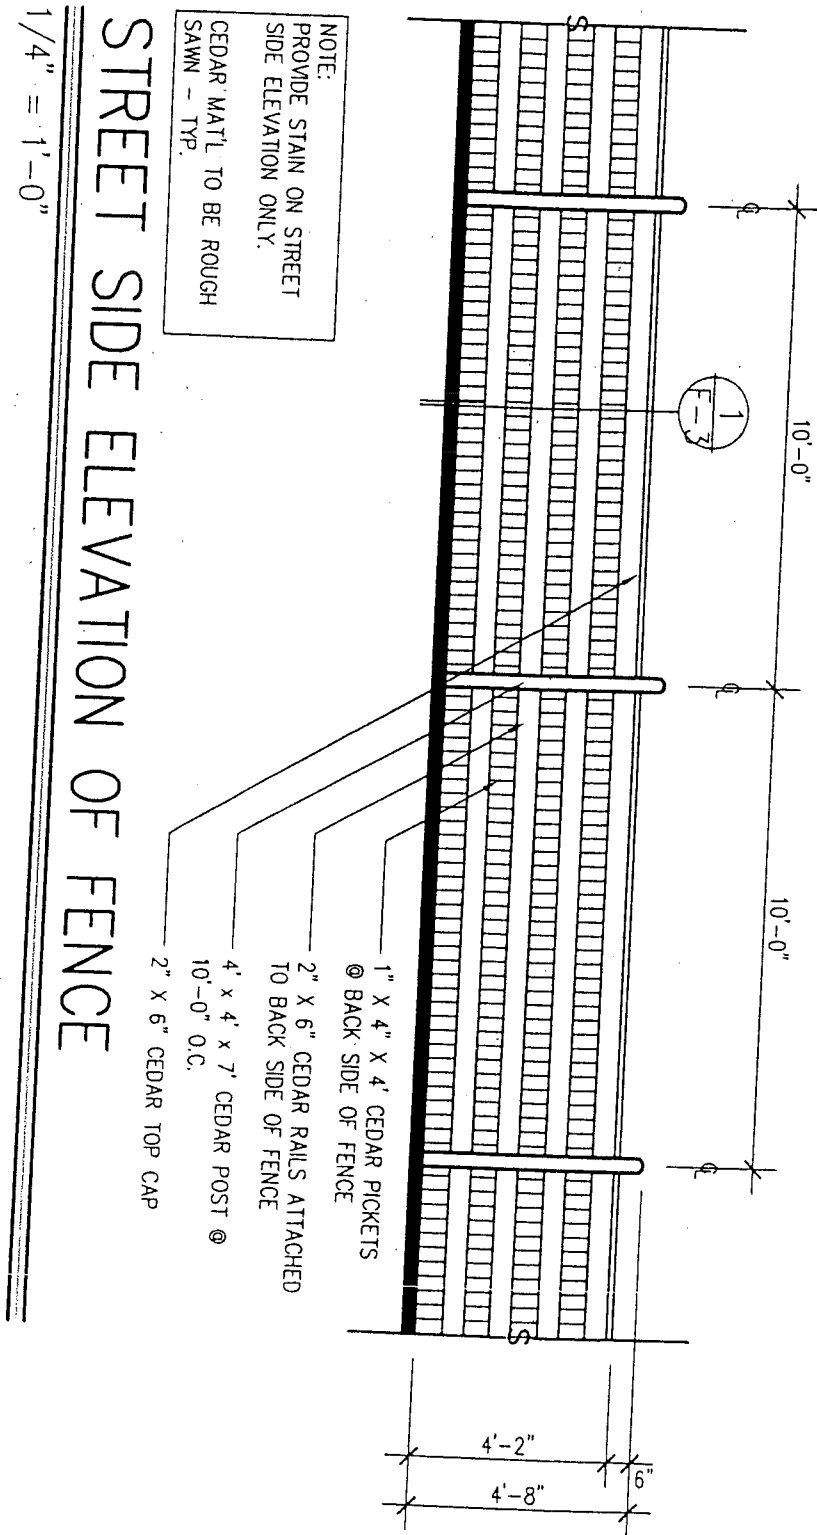 10'-0"
10'-0"
℄
℄
℄
1
F-3
S
S
4'-2"
6"
4'-8"
NOTE:
PROVIDE STAIN ON STREET
SIDE ELEVATION ONLY.
CEDAR MAT'L TO BE ROUGH
SAWN - TYP.
1" X 4" X 4' CEDAR PICKETS
@ BACK SIDE OF FENCE
2" X 6" CEDAR RAILS ATTACHED
TO BACK SIDE OF FENCE
4' x 4' x 7' CEDAR POST @
10'-0" O.C.
2" X 6" CEDAR TOP CAP
STREET SIDE ELEVATION OF FENCE
1/4" = 1'-0"